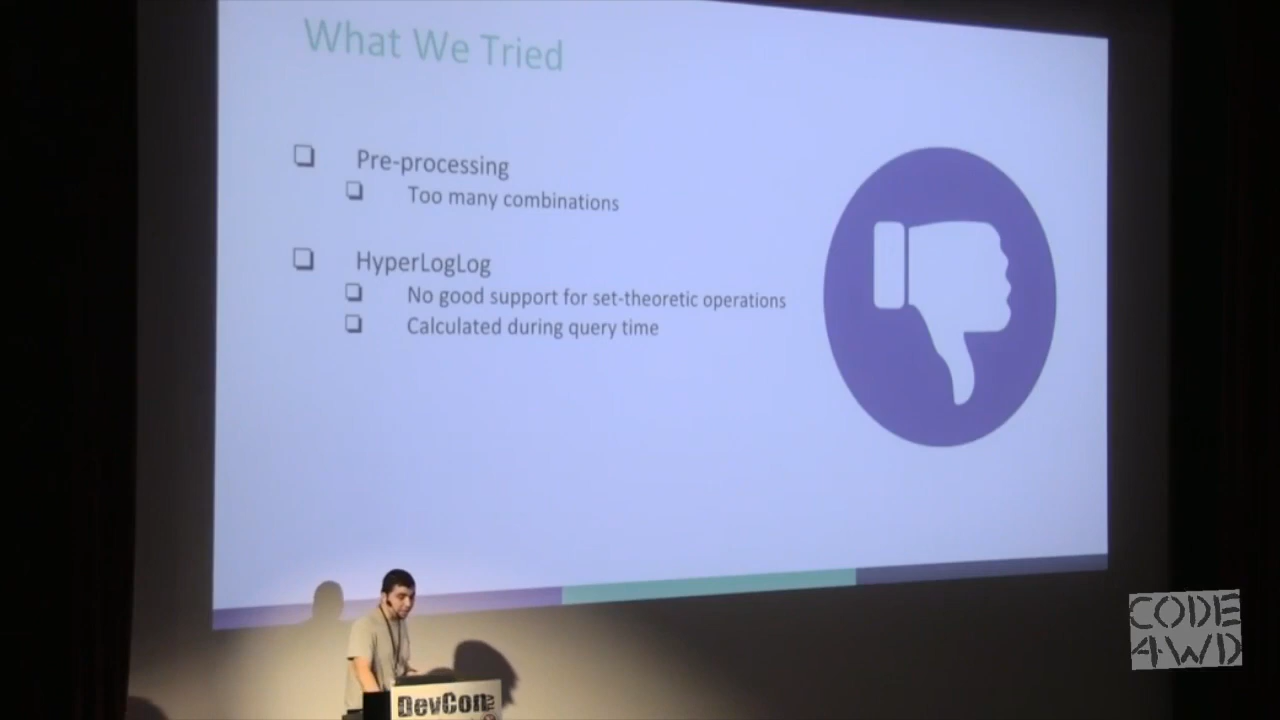 What We Tried
Pre-processing
Too many combinations
HyperLogLog
No good support for set-theoretic operations
Calculated during query time
CODE
4WD
DevCon